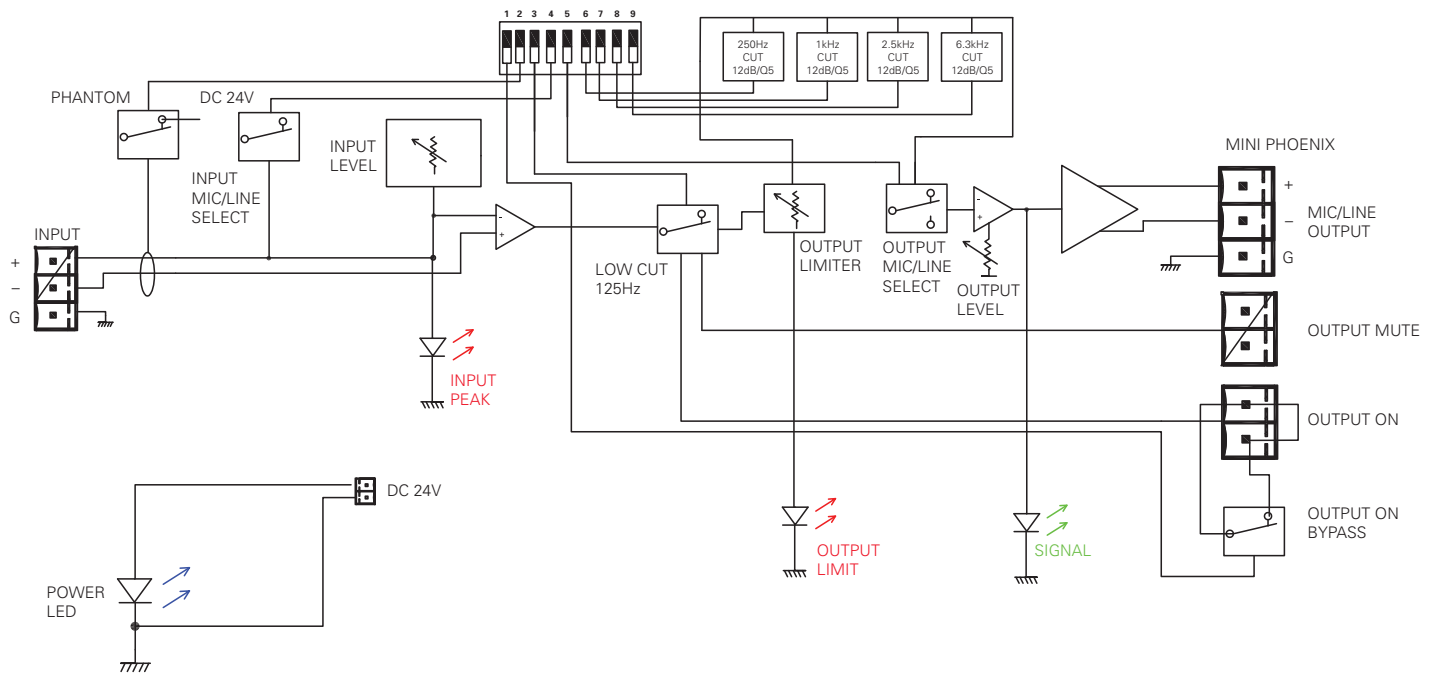 1 2 3 4 5 6 7 8 9
250Hz
CUT
12dB/Q5
1kHz
CUT
12dB/Q5
2.5kHz
CUT
12dB/Q5
6.3kHz
CUT
12dB/Q5
PHANTOM
DC 24V
INPUT
LEVEL
INPUT
MIC/LINE
SELECT
INPUT
+
–
G
-
+
LOW CUT
125Hz
OUTPUT
LIMITER
OUTPUT
MIC/LINE
SELECT
-
+
OUTPUT
LEVEL
MINI PHOENIX
+
–
G
MIC/LINE
OUTPUT
OUTPUT MUTE
INPUT
PEAK
OUTPUT ON
OUTPUT ON
BYPASS
DC 24V
OUTPUT
LIMIT
SIGNAL
POWER
LED